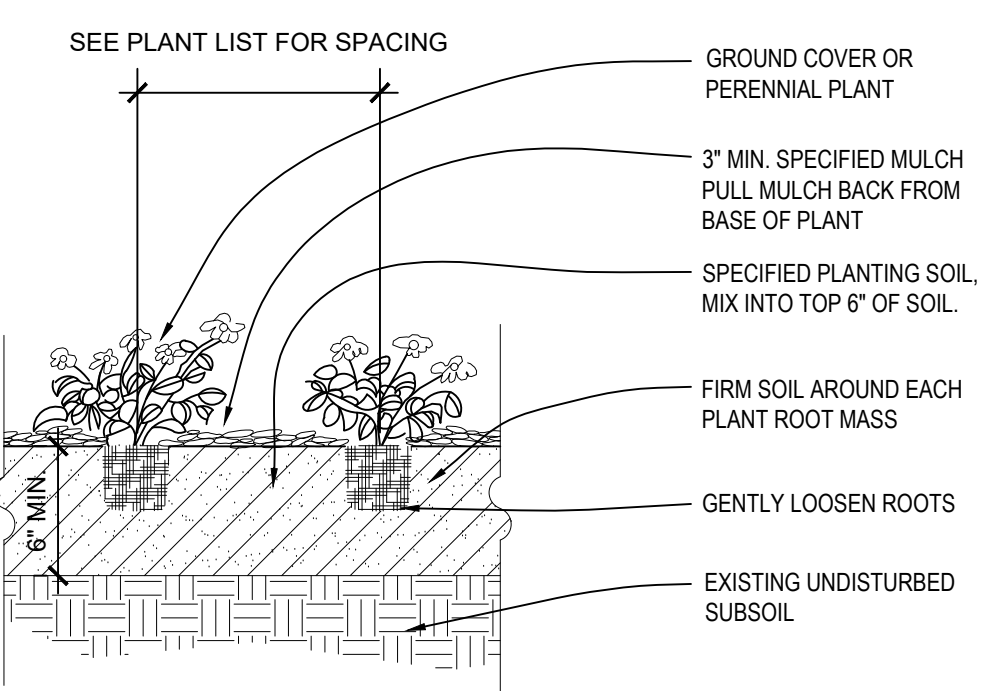 SEE PLANT LIST FOR SPACING
GROUND COVER OR
PERENNIAL PLANT
3" MIN. SPECIFIED MULCH
PULL MULCH BACK FROM
BASE OF PLANT
SPECIFIED PLANTING SOIL,
MIX INTO TOP 6" OF SOIL.
FIRM SOIL AROUND EACH
PLANT ROOT MASS
6" MIN.
GENTLY LOOSEN ROOTS
EXISTING UNDISTURBED
SUBSOIL